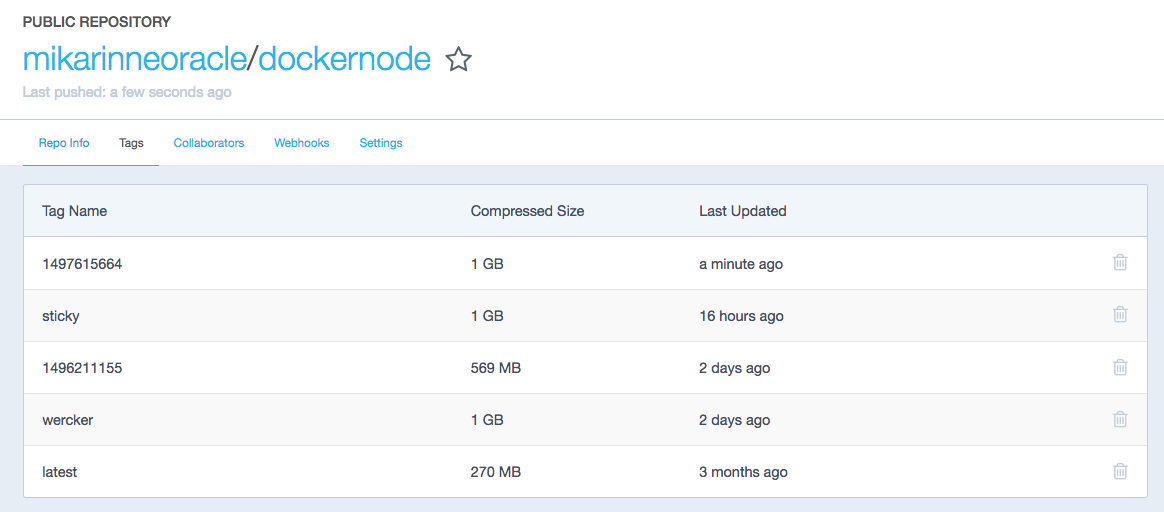 PUBLIC REPOSITORY
mikarinneoracle/dockernode
Last pushed: a few seconds ago
Repo Info Tags Collaborators Webhooks Settings
Tag Name Compressed Size Last Updated
1497615664 1 GB a minute ago
sticky 1 GB 16 hours ago
1496211155 569 MB 2 days ago
wercker 1 GB 2 days ago
latest 270 MB 3 months ago